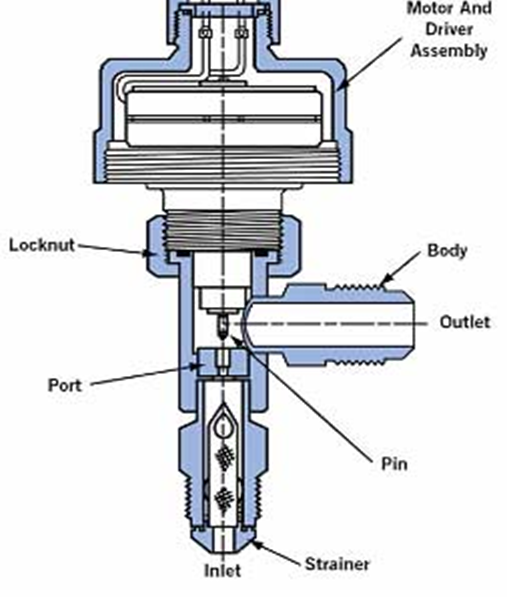 Motor And
Driver
Assembly
Locknut
Body
Outlet
Port
Pin
Strainer
Inlet